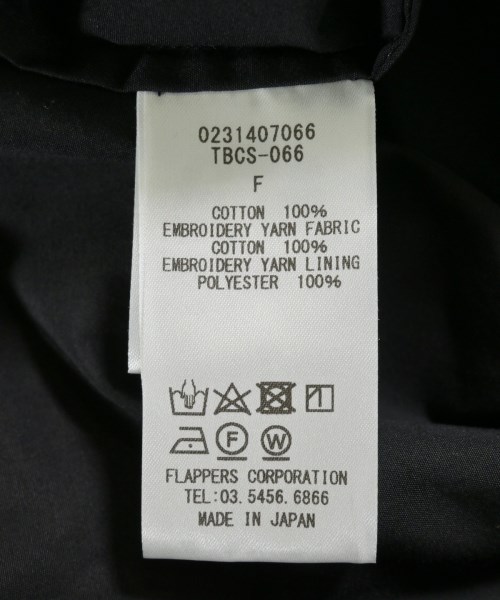 0231407066
TBCS-066
F
COTTON 100%
EMBROIDERY YARN FABRIC
COTTON 100%
EMBROIDERY YARN LINING
POLYESTER 100%
F W
FLAPPERS CORPORATION
TEL:03.5456.6866
MADE IN JAPAN